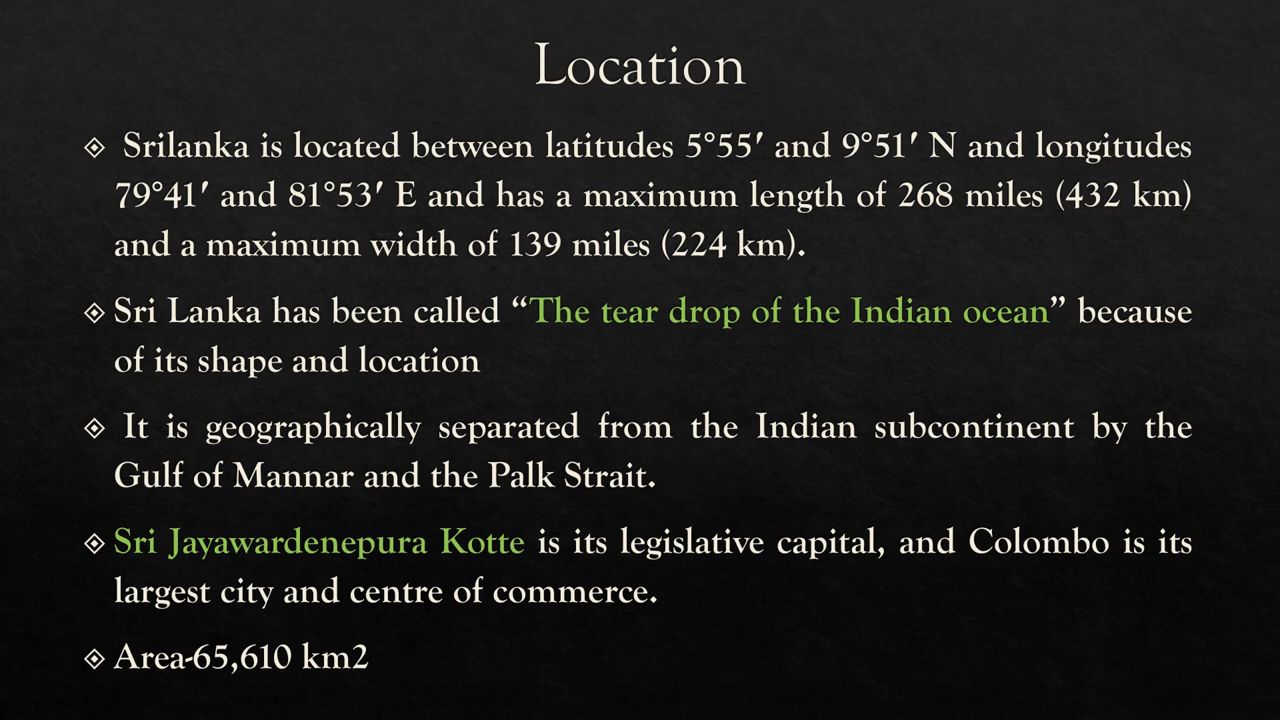 Location
Srilanka is located between latitudes 5°55′ and 9°51′ N and longitudes
79°41′ and 81°53′ E and has a maximum length of 268 miles (432 km)
and a maximum width of 139 miles (224 km).
Sri Lanka has been called “The tear drop of the Indian ocean” because
of its shape and location
It is geographically separated from the Indian subcontinent by the
Gulf of Mannar and the Palk Strait.
Sri Jayawardenepura Kotte is its legislative capital, and Colombo is its
largest city and centre of commerce.
Area-65,610 km2